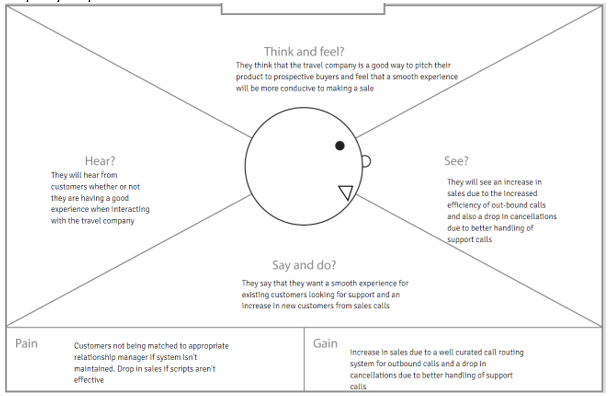 Think and feel?
They think that the travel company is a good way to pitch their
product to prospective buyers and feel that a smooth experience
will be more conducive to making a sale
Hear?
They will hear from
customers whether or not
they are having a good
experience when interacting
with the travel company
See?
They will see an increase in
sales due to the increased
efficiency of out-bound calls
and also a drop in cancellations
due to better handling of
support calls
Say and do?
They say that they want a smooth experience for
existing customers looking for support and an
increase in new customers from sales calls
Pain
Customers not being matched to appropriate
relationship manager if system isn't
maintained. Drop in sales if scripts aren't
effective
Gain
Increase in sales due to a well curated call routing
system for outbound calls and a drop in
cancellations due to better handling of support
calls